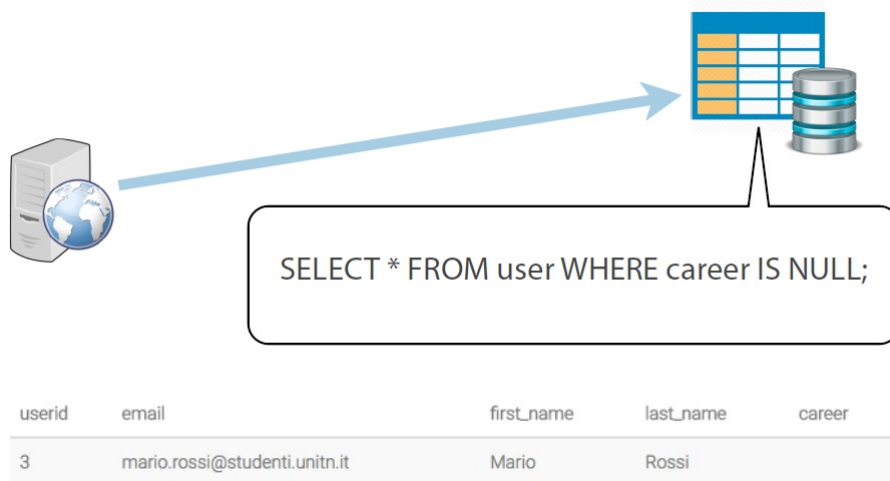 SELECT * FROM user WHERE career IS NULL;
userid email first_name last_name career
3 mario.rossi@studenti.unitn.it Mario Rossi